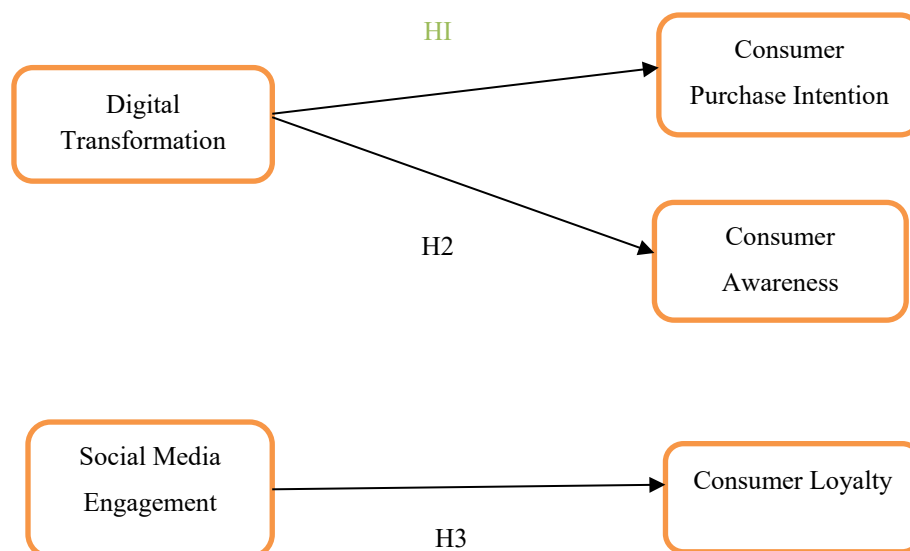 HI
Consumer
Purchase Intention
Digital
Transformation
H2
Consumer
Awareness
Social Media
Engagement
Consumer Loyalty
H3